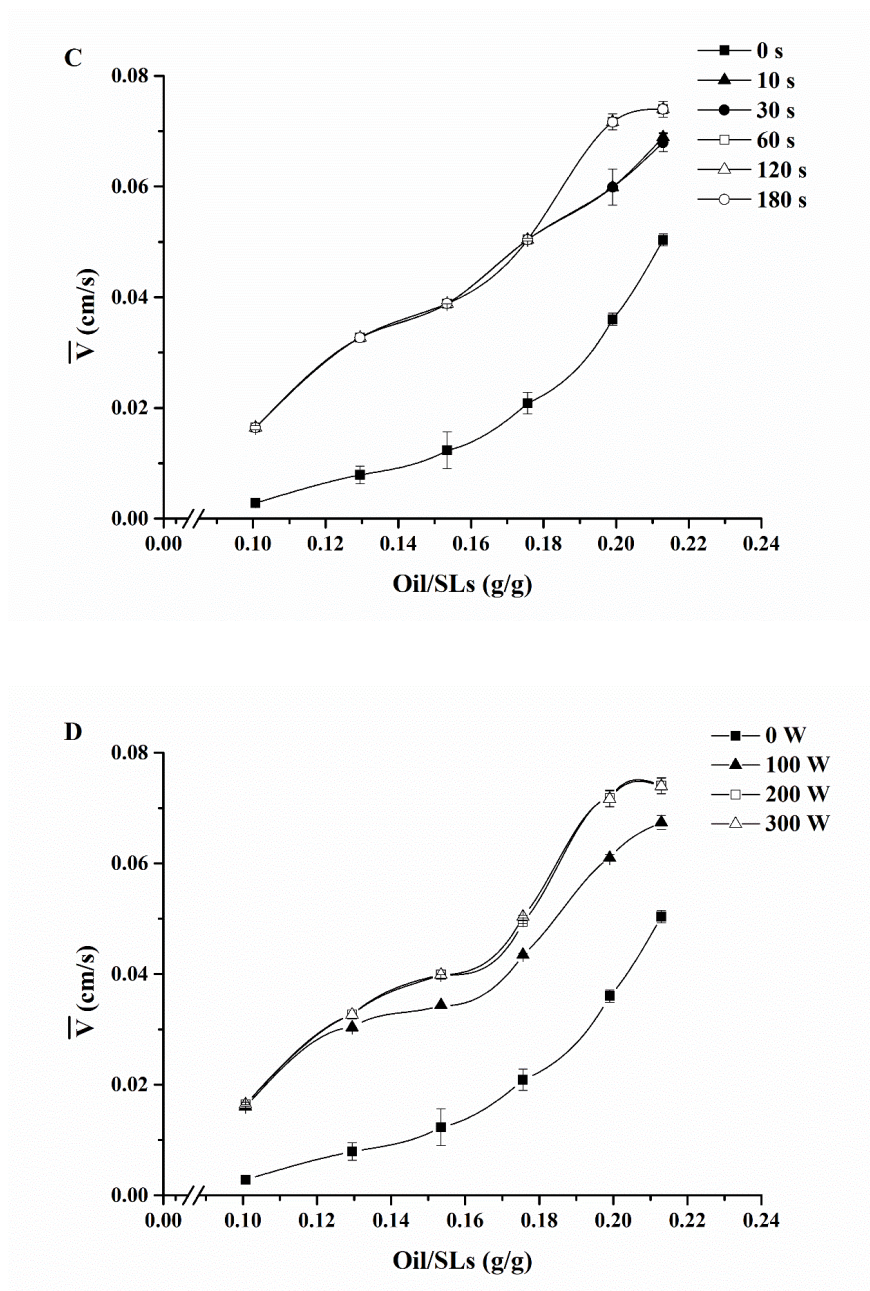 C
0 s
10 s
30 s
60 s
120 s
180 s
0.08
0.06
0.04
0.02
0.00
V̅ (cm/s)
0.00 0.10 0.12 0.14 0.16 0.18 0.20 0.22 0.24
Oil/SLs (g/g)
D
0 W
100 W
200 W
300 W
0.08
0.06
0.04
0.02
0.00
V̅ (cm/s)
0.00 0.10 0.12 0.14 0.16 0.18 0.20 0.22 0.24
Oil/SLs (g/g)